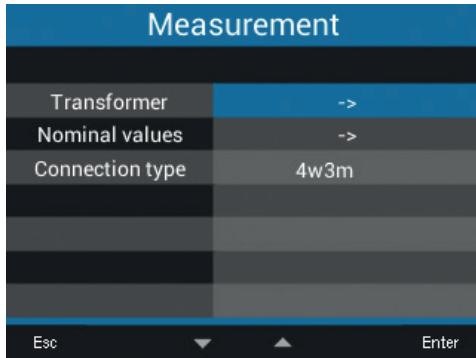 Measurement
Transformer ->
Nominal values ->
Connection type 4w3m
Esc Enter